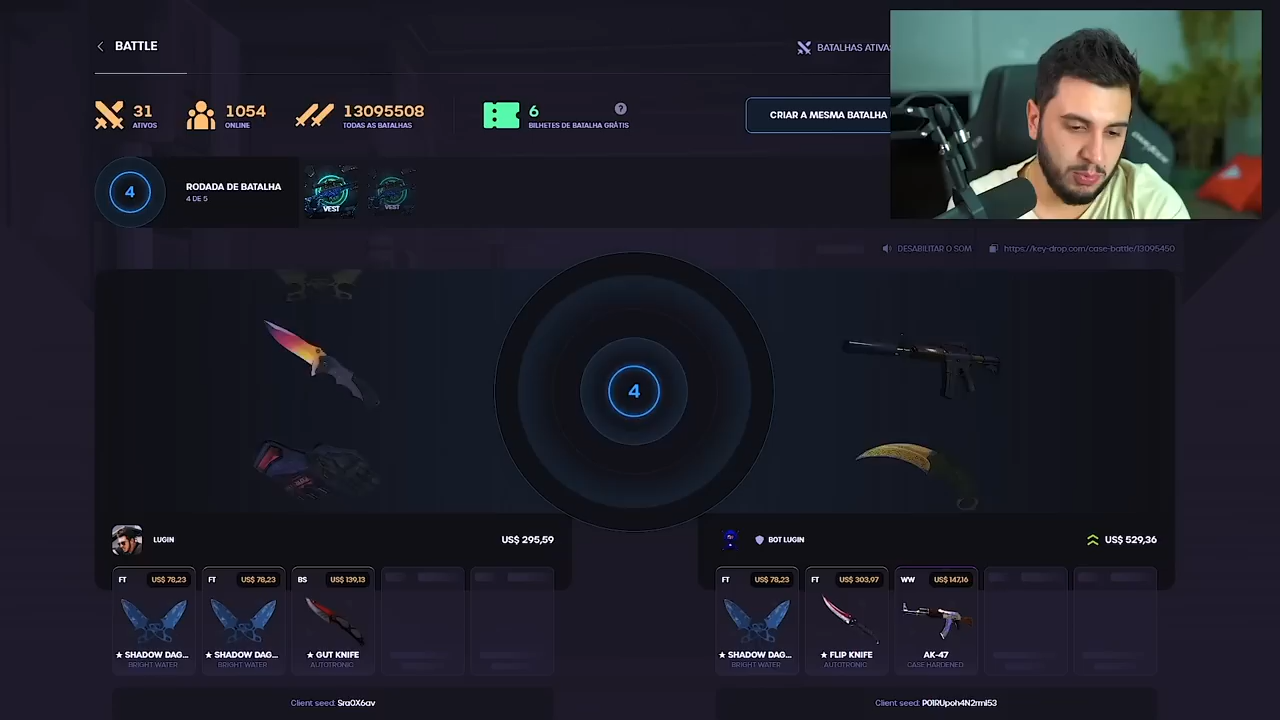 BATTLE
BATALHAS ATIVAS
31
ATIVOS
1054
ONLINE
13095508
TODAS AS BATALHAS
6
?
BILHETES DE BATALHA GRÁTIS
CRIAR A MESMA BATALHA
4
RODADA DE BATALHA
4 DE 5
VEST
VEST
DESABILITAR O SOM
https://key-drop.com/case-battle/13095450
4
LUGIN
US$ 295,59
BOT LUGIN
US$ 529,36
FT US$ 78,23
FT US$ 78,23
BS US$ 139,13
FT US$ 78,23
FT US$ 303,97
WW US$ 147,16
★ SHADOW DAG...
★ SHADOW DAG...
★ GUT KNIFE
★ SHADOW DAG...
★ FLIP KNIFE
AK-47
BRIGHT WATER
BRIGHT WATER
AUTOTRONIC
BRIGHT WATER
AUTOTRONIC
CASE HARDENED
Client seed: Sra0X6av
Client seed: P01RUpoh4N2rmI53